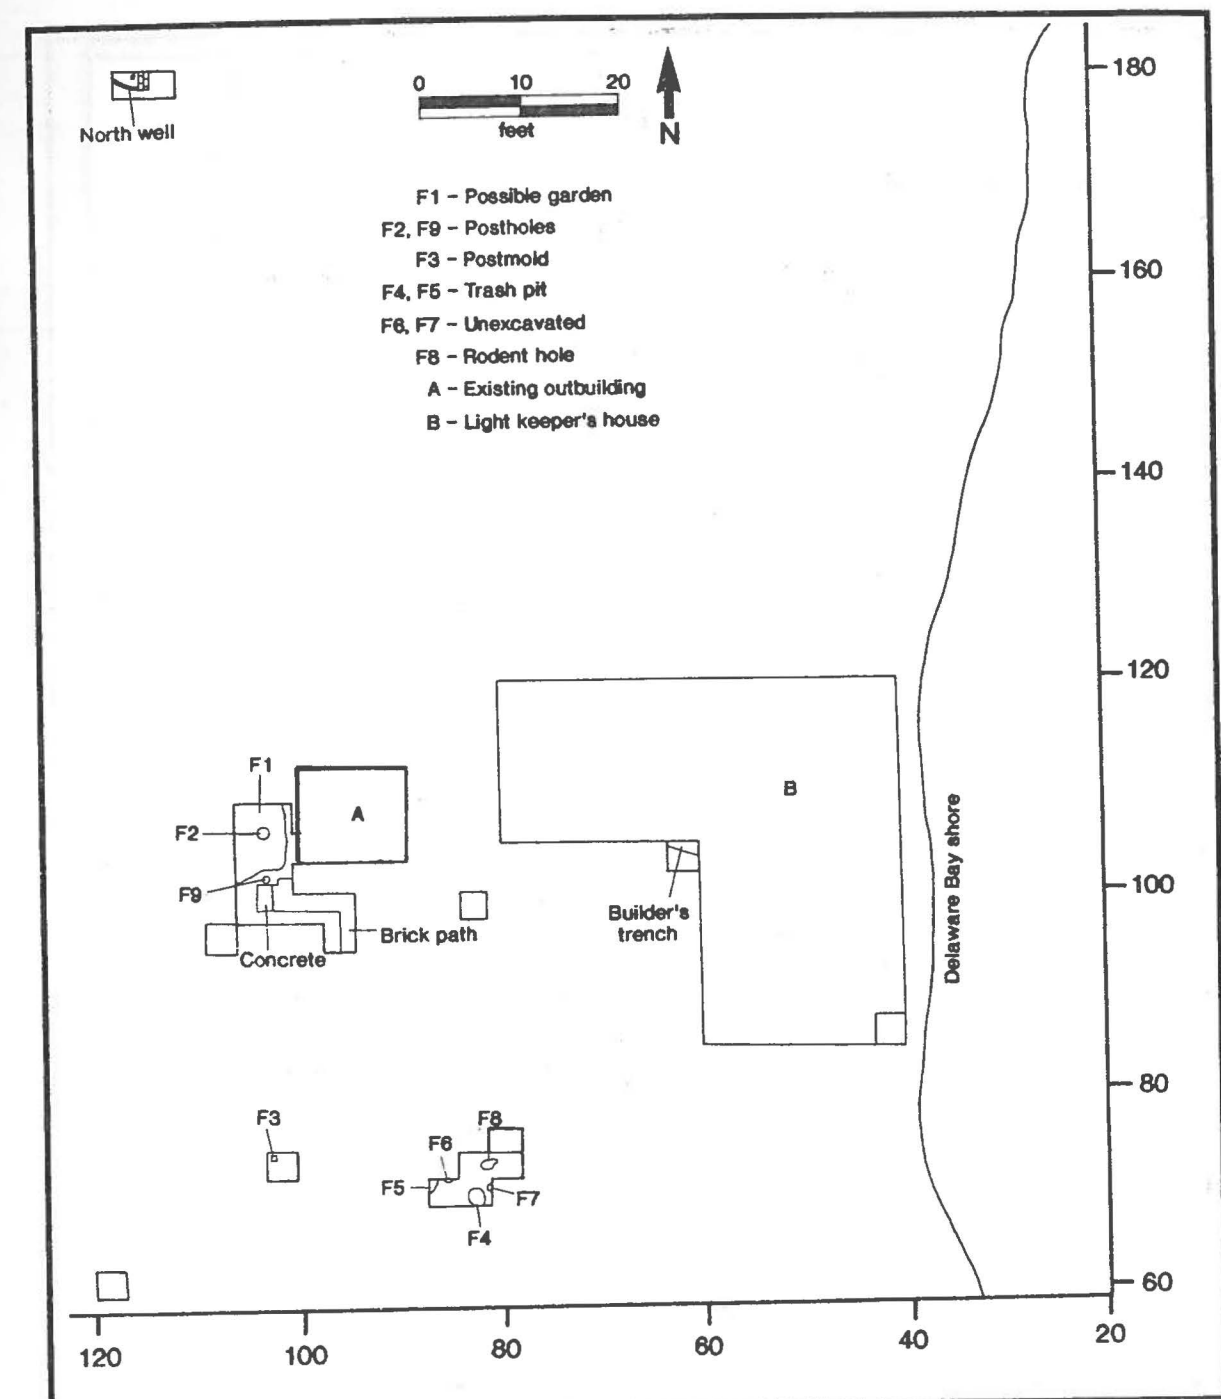 0 10 20
feet
N
North well
F1 – Possible garden
F2, F9 – Postholes
F3 – Postmold
F4, F5 – Trash pit
F6, F7 – Unexcavated
F8 – Rodent hole
A – Existing outbuilding
B – Light keeper's house
180
160
140
120
100
80
60
F1
F2
A
F9
Brick path
Concrete
B
Builder's
trench
Delaware Bay shore
F3
F8
F6
F5
F7
F4
120 100 80 60 40 20